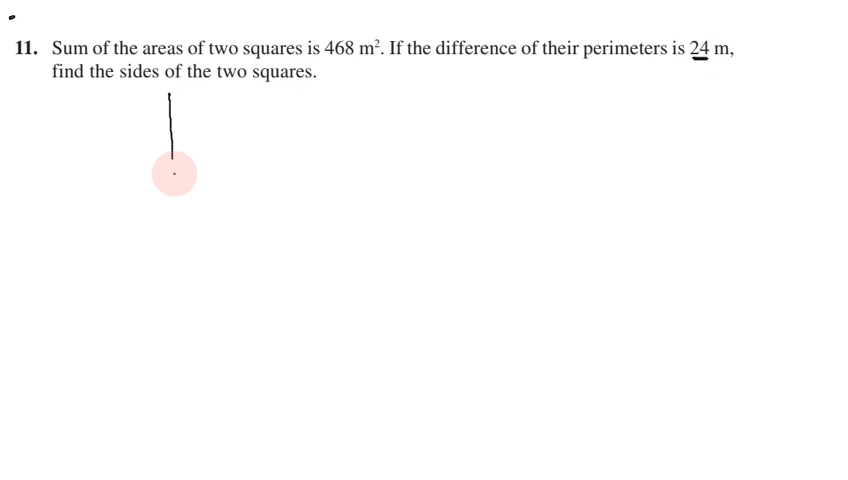 11. Sum of the areas of two squares is 468 m². If the difference of their perimeters is 24 m,
find the sides of the two squares.